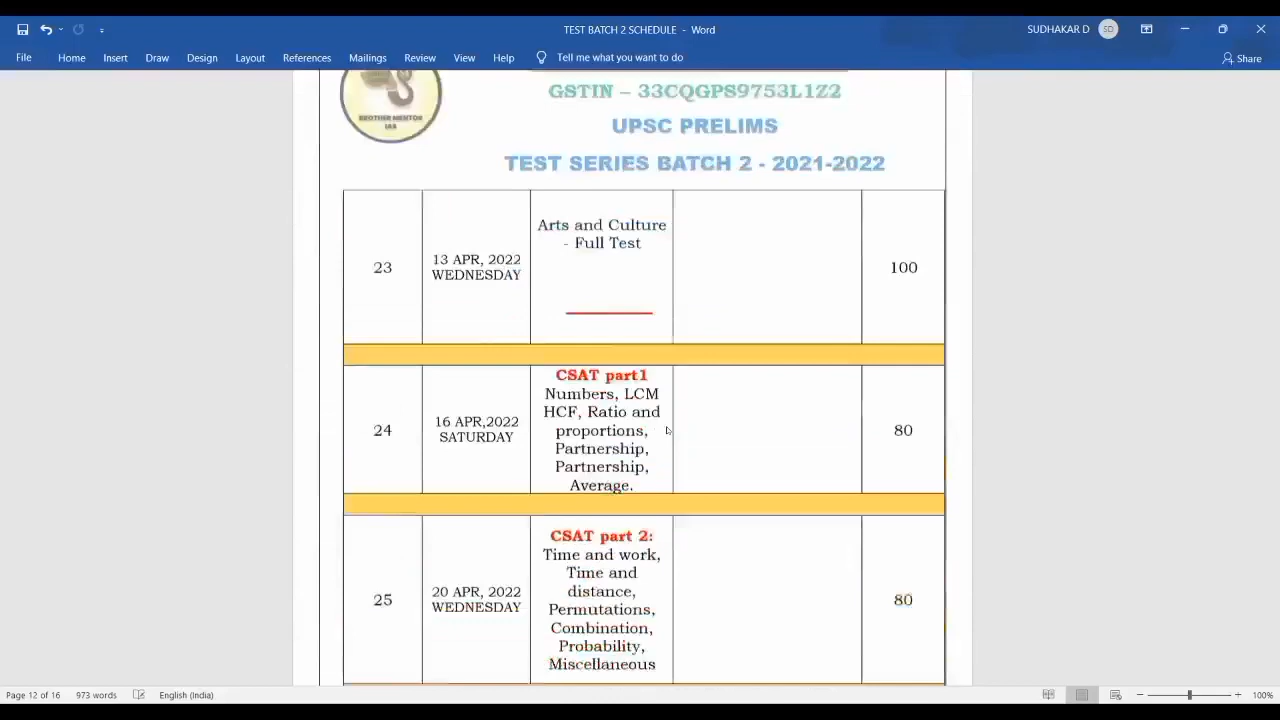 TEST BATCH 2 SCHEDULE - Word
SUDHAKAR D
SD
File
Home
Insert
Draw
Design
Layout
References
Mailings
Review
View
Help
Tell me what you want to do
Share
BROTHER MENTOR
IAS
GSTIN – 33CQGPS9753L1Z2
UPSC PRELIMS
TEST SERIES BATCH 2 - 2021-2022
23
13 APR, 2022
WEDNESDAY
Arts and Culture
- Full Test
100
24
16 APR,2022
SATURDAY
CSAT part1
Numbers, LCM
HCF, Ratio and
proportions,
Partnership,
Partnership,
Average.
80
25
20 APR, 2022
WEDNESDAY
CSAT part 2:
Time and work,
Time and
distance,
Permutations,
Combination,
Probability,
Miscellaneous
80
Page 12 of 16
973 words
English (India)
100%